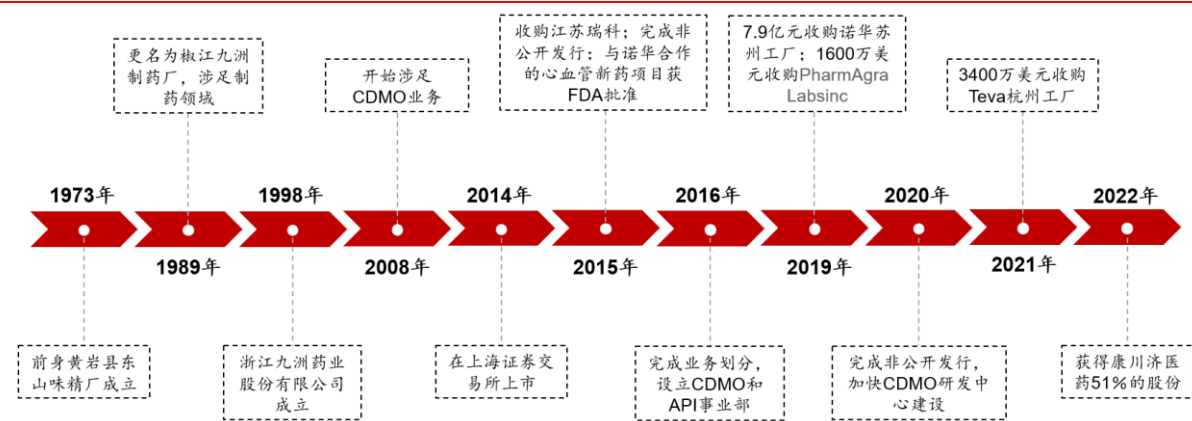 更名为椒江九洲
制药厂，涉足制
药领域
开始涉足
CDMO业务
收购江苏瑞科；完成非
公开发行；与诺华合作
的心血管新药项目获
FDA批准
7.9亿元收购诺华苏
州工厂；1600万美
元收购PharmAgra
Labsinc
3400万美元收购
Teva杭州工厂
1973年
1998年
2014年
2016年
2020年
2022年
1989年
2008年
2015年
2019年
2021年
前身黄岩县东
山味精厂成立
浙江九洲药业
股份有限公司
成立
在上海证券交
易所上市
完成业务划分，
设立CDMO和
API事业部
完成非公开发行，
加快CDMO研发中
心建设
获得康川济医
药51%的股份